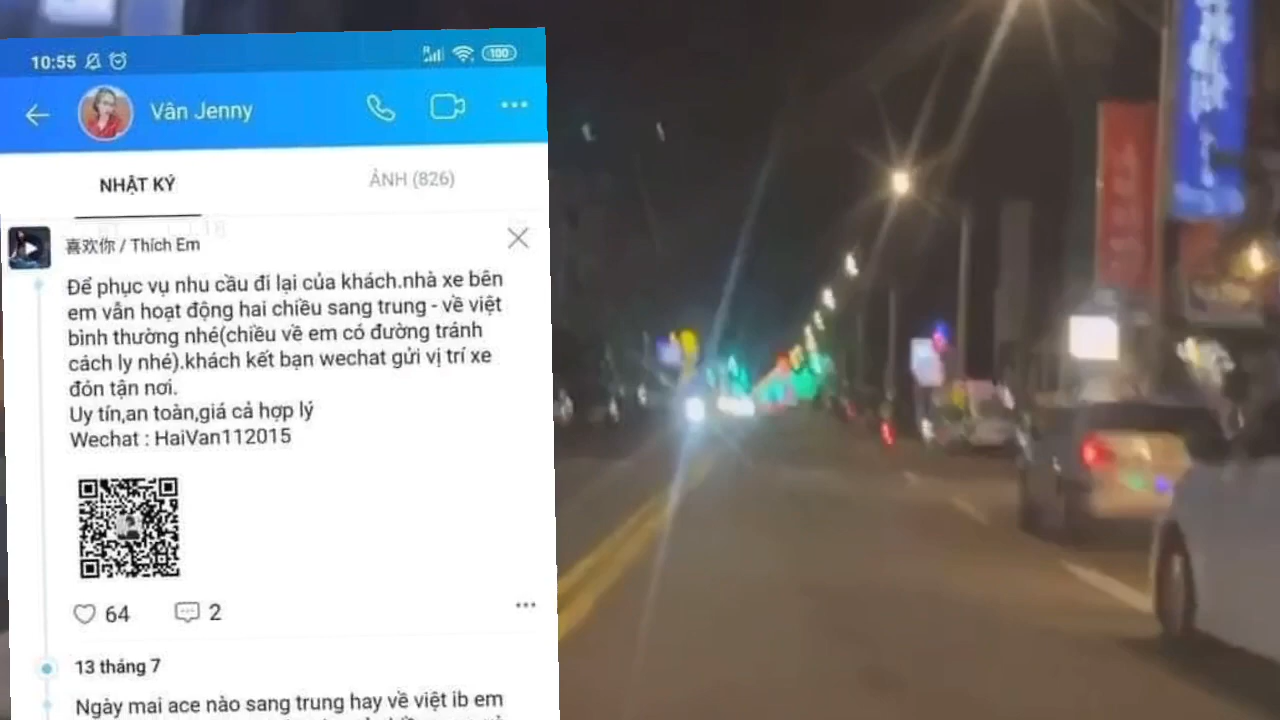 10:55
100
Vân Jenny
NHẬT KÝ
ẢNH (826)
喜欢你 / Thích Em
Để phục vụ nhu cầu đi lại của khách.nhà xe bên
em vẫn hoạt động hai chiều sang trung - về việt
bình thường nhé(chiều về em có đường tránh
cách ly nhé).khách kết bạn wechat gửi vị trí xe
đón tận nơi.
Uy tín,an toàn,giá cả hợp lý
Wechat : HaiVan112015
64
2
13 tháng 7
Ngày mai ace nào sang trung hay về việt ib em